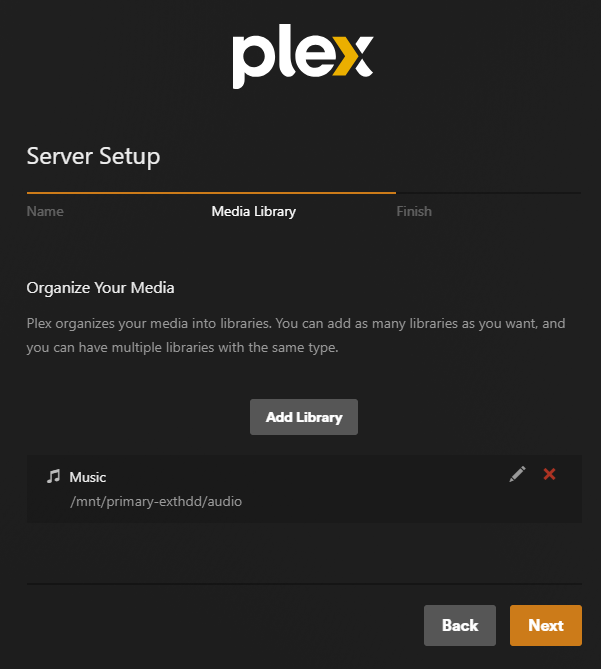 plex
Server Setup
Name
Media Library
Finish
Organize Your Media
Plex organizes your media into libraries. You can add as many libraries as you want, and
you can have multiple libraries with the same type.
Add Library
Music
/mnt/primary-exthdd/audio
Back
Next